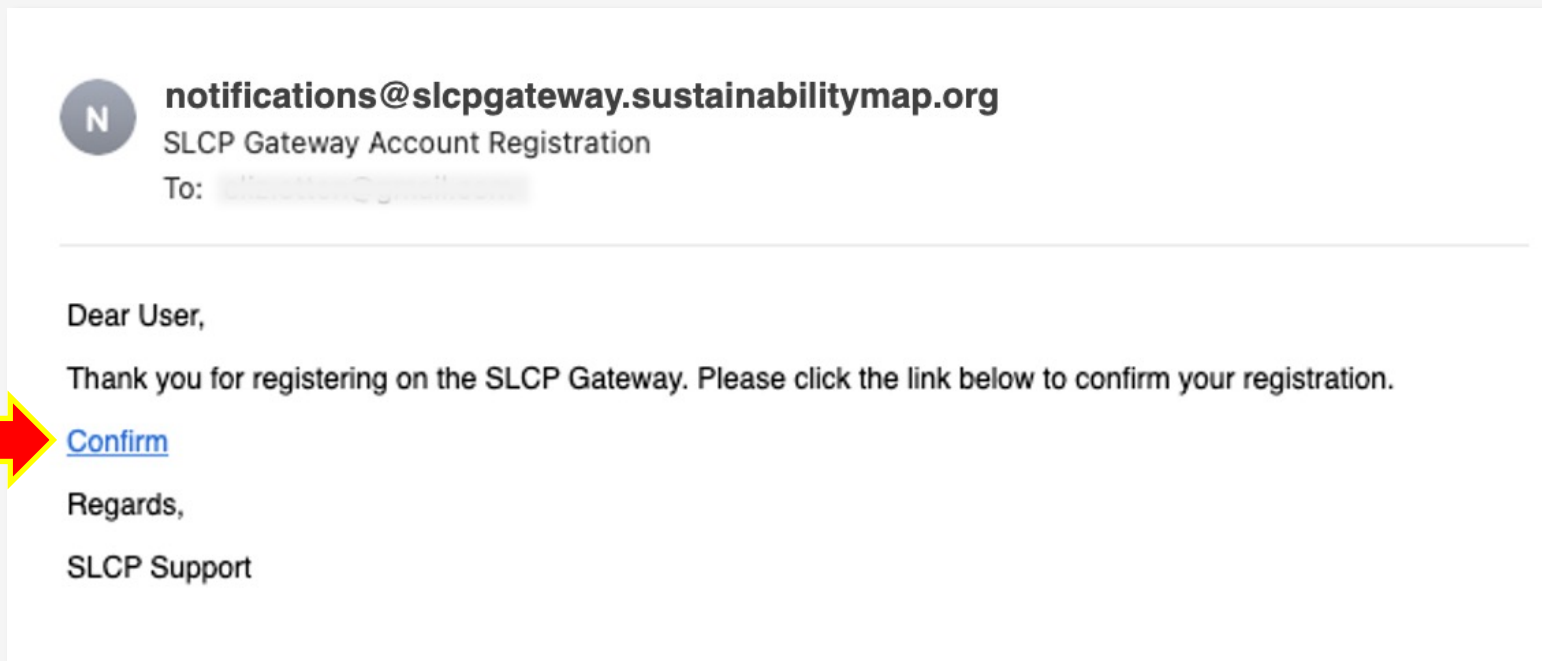 N
notifications@slcpgateway.sustainabilitymap.org
SLCP Gateway Account Registration
To:
Dear User,
Thank you for registering on the SLCP Gateway. Please click the link below to confirm your registration.
Confirm
Regards,
SLCP Support